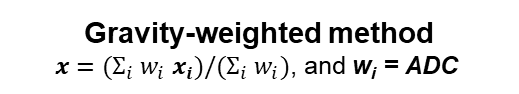 Gravity-weighted method
𝒙 = (Σᵢ wᵢ 𝒙ᵢ)/(Σᵢ wᵢ), and wᵢ = ADC